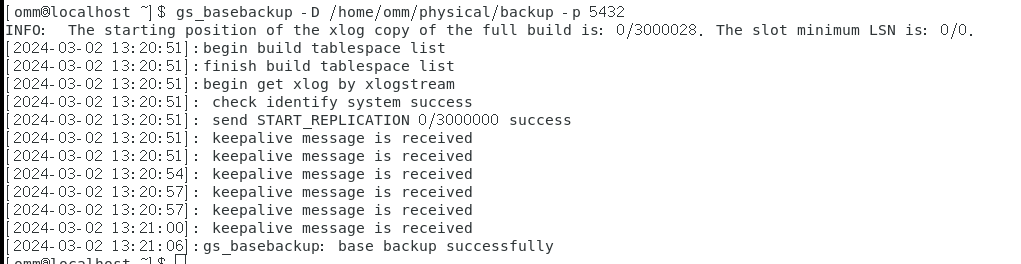 [omm@localhost ~]$ gs_basebackup -D /home/omm/physical/backup -p 5432
INFO:  The starting position of the xlog copy of the full build is: 0/3000028. The slot minimum LSN is: 0/0.
[2024-03-02 13:20:51]:begin build tablespace list
[2024-03-02 13:20:51]:finish build tablespace list
[2024-03-02 13:20:51]:begin get xlog by xlogstream
[2024-03-02 13:20:51]: check identify system success
[2024-03-02 13:20:51]: send START_REPLICATION 0/3000000 success
[2024-03-02 13:20:51]: keepalive message is received
[2024-03-02 13:20:51]: keepalive message is received
[2024-03-02 13:20:54]: keepalive message is received
[2024-03-02 13:20:57]: keepalive message is received
[2024-03-02 13:20:57]: keepalive message is received
[2024-03-02 13:21:00]: keepalive message is received
[2024-03-02 13:21:06]:gs_basebackup: base backup successfully
[omm@localhost ~]$